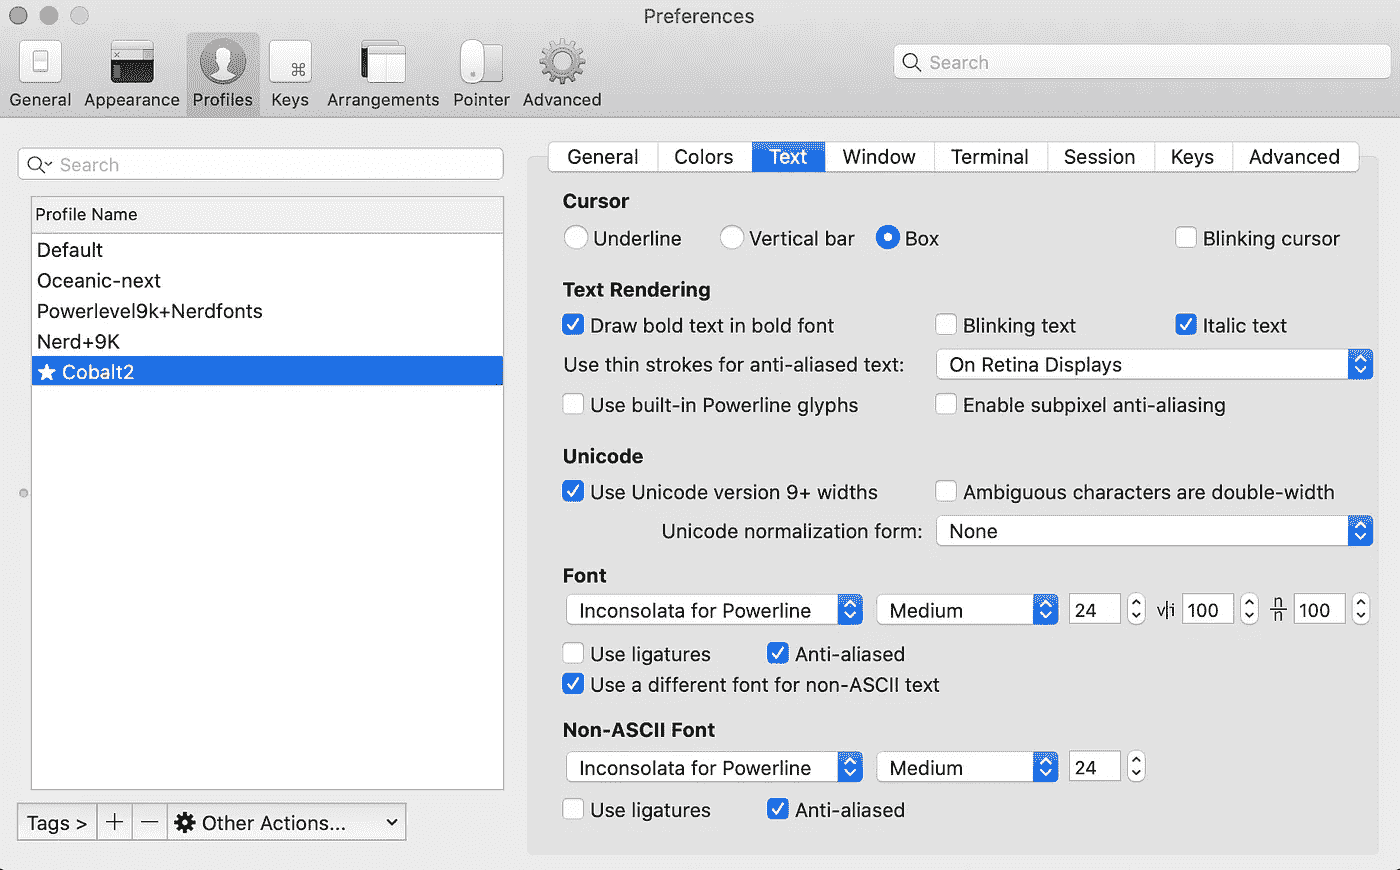 Preferences
General Appearance Profiles Keys Arrangements Pointer Advanced
Search
Search
Profile Name
Default
Oceanic-next
Powerlevel9k+Nerdfonts
Nerd+9K
★ Cobalt2
Tags > + − Other Actions...
General Colors Text Window Terminal Session Keys Advanced
Cursor
Underline Vertical bar Box Blinking cursor
Text Rendering
Draw bold text in bold font Blinking text Italic text
Use thin strokes for anti-aliased text: On Retina Displays
Use built-in Powerline glyphs Enable subpixel anti-aliasing
Unicode
Use Unicode version 9+ widths Ambiguous characters are double-width
Unicode normalization form: None
Font
Inconsolata for Powerline Medium 24 v|i 100 n/n 100
Use ligatures Anti-aliased
Use a different font for non-ASCII text
Non-ASCII Font
Inconsolata for Powerline Medium 24
Use ligatures Anti-aliased